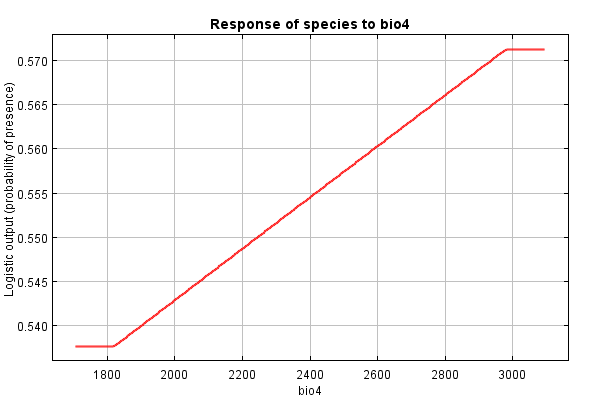 Response of species to bio4
Logistic output (probability of presence)
0.570
0.565
0.560
0.555
0.550
0.545
0.540
1800 2000 2200 2400 2600 2800 3000
bio4